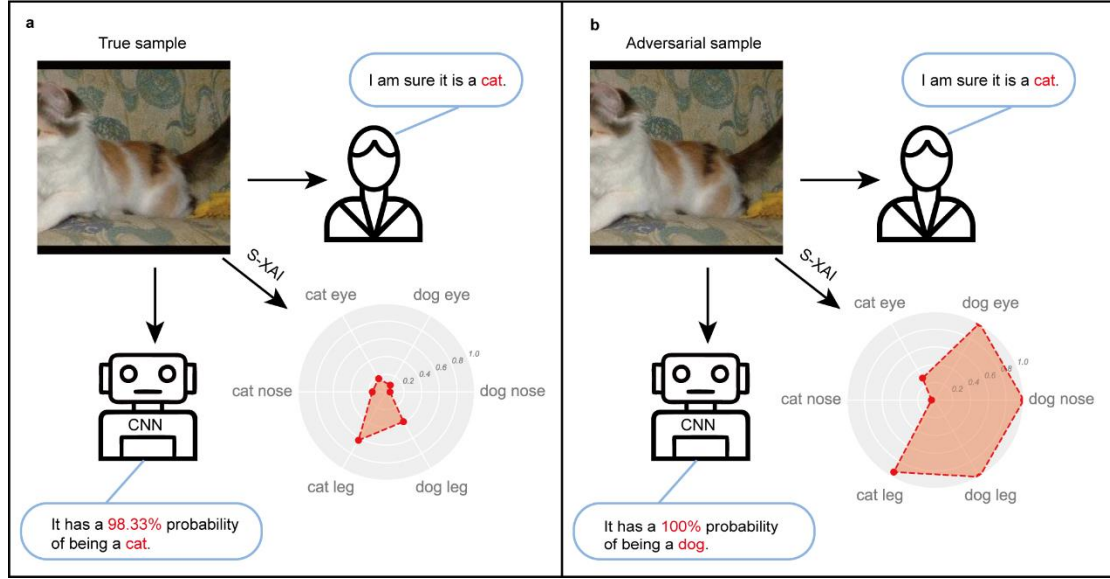 a
True sample
I am sure it is a cat.
S-XAI
cat eye
dog eye
cat nose
0.2 0.4 0.6 0.8 1.0
dog nose
CNN
cat leg
dog leg
It has a 98.33% probability
of being a cat.
b
Adversarial sample
I am sure it is a cat.
S-XAI
cat eye
dog eye
cat nose
0.2 0.4 0.6 0.8 1.0
dog nose
CNN
cat leg
dog leg
It has a 100% probability
of being a dog.